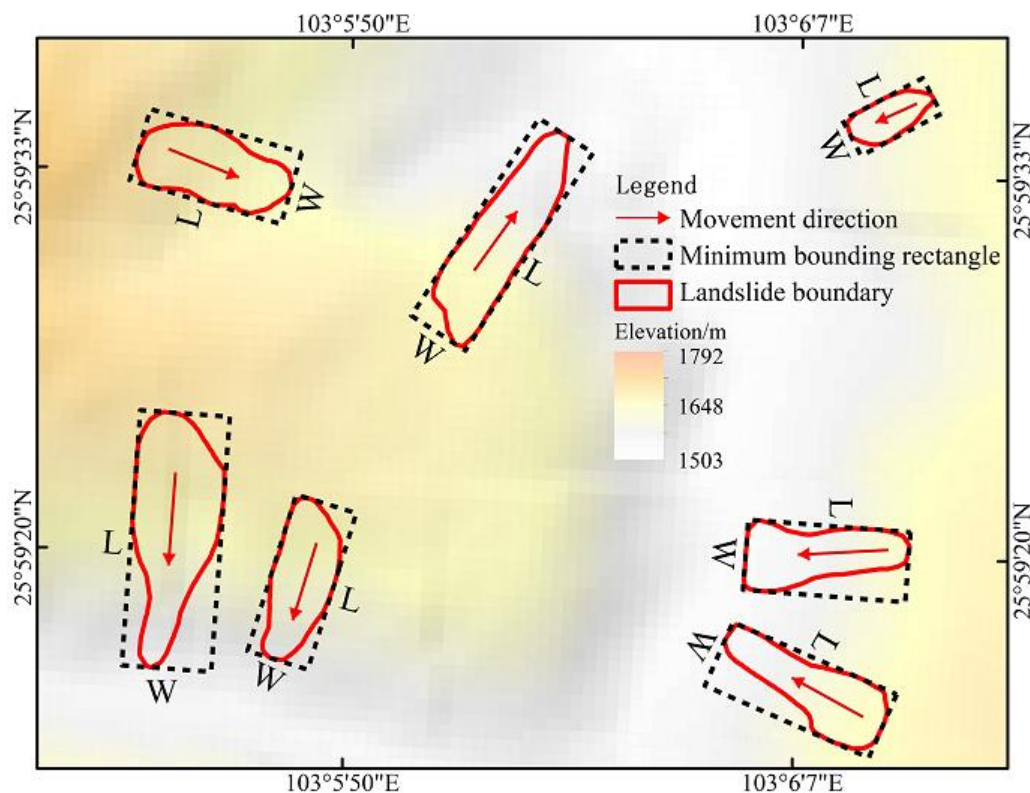 103°5'50"E
103°6'7"E
25°59'33"N
25°59'33"N
L
W
L
W
L
W
Legend
Movement direction
Minimum bounding rectangle
Landslide boundary
Elevation/m
1792
1648
1503
25°59'20"N
25°59'20"N
L
W
L
W
L
W
L
W
103°5'50"E
103°6'7"E